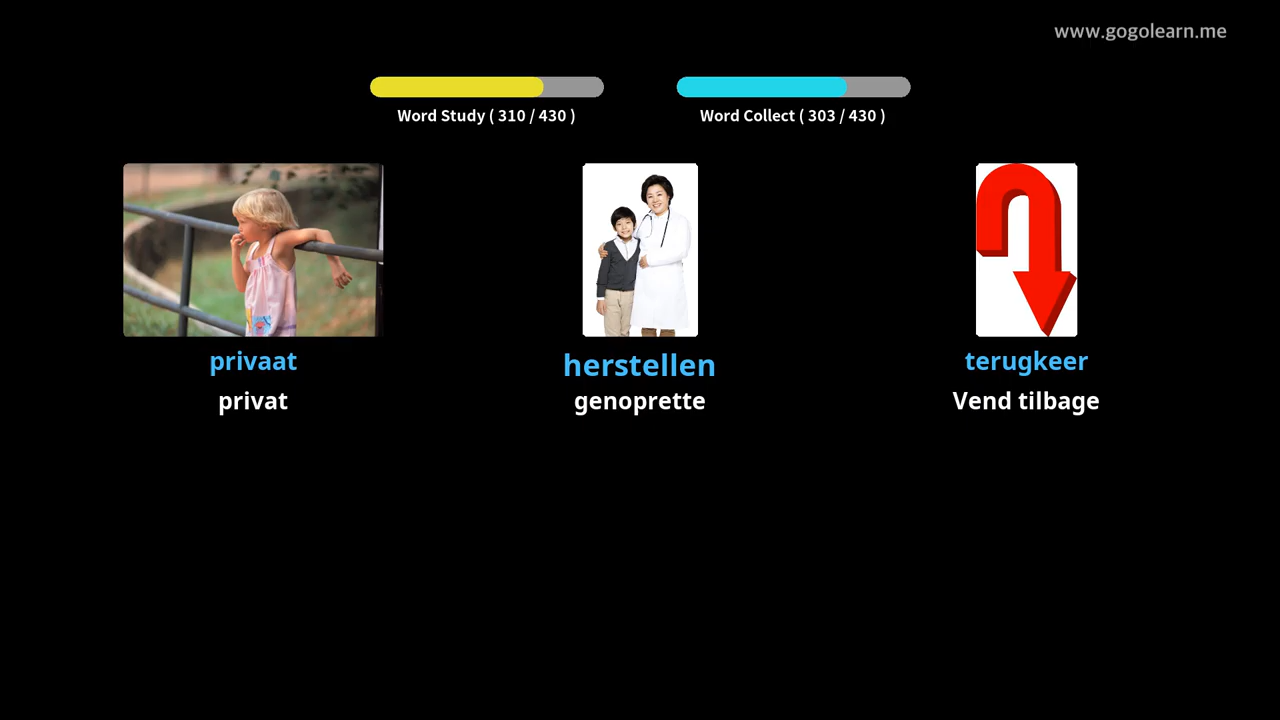 www.gogolearn.me
Word Study ( 310 / 430 )
Word Collect ( 303 / 430 )
privaat
privat
herstellen
genoprette
terugkeer
Vend tilbage